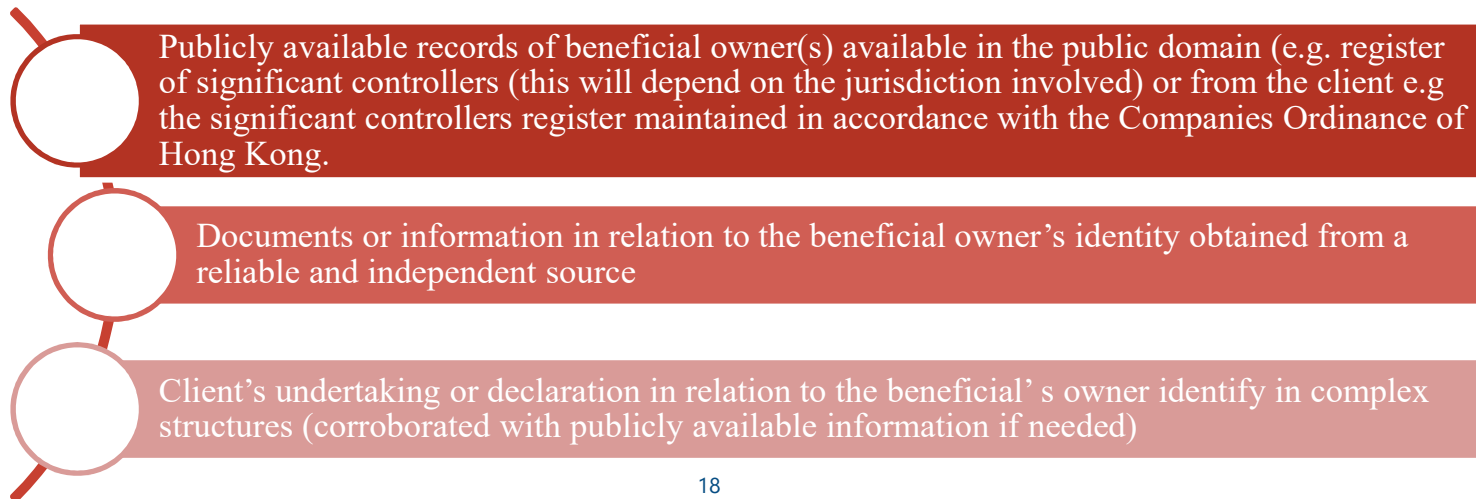 Publicly available records of beneficial owner(s) available in the public domain (e.g. register
of significant controllers (this will depend on the jurisdiction involved) or from the client e.g
the significant controllers register maintained in accordance with the Companies Ordinance of
Hong Kong.
Documents or information in relation to the beneficial owner’s identity obtained from a
reliable and independent source
Client’s undertaking or declaration in relation to the beneficial’ s owner identify in complex
structures (corroborated with publicly available information if needed)
18